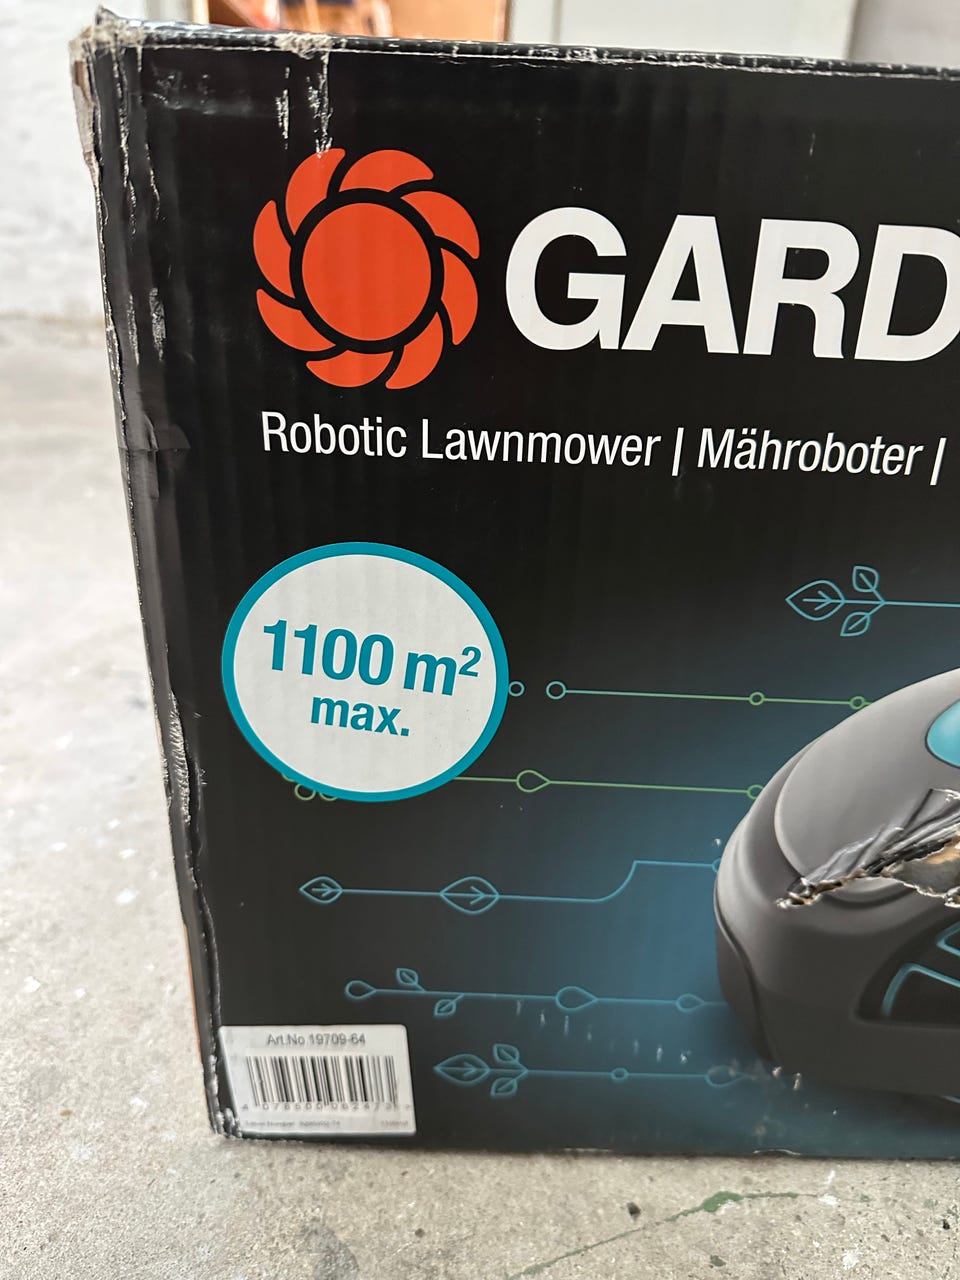 GARD
Robotic Lawnmower | Mähroboter |
1100 m²
max.
Art.No 19709-64